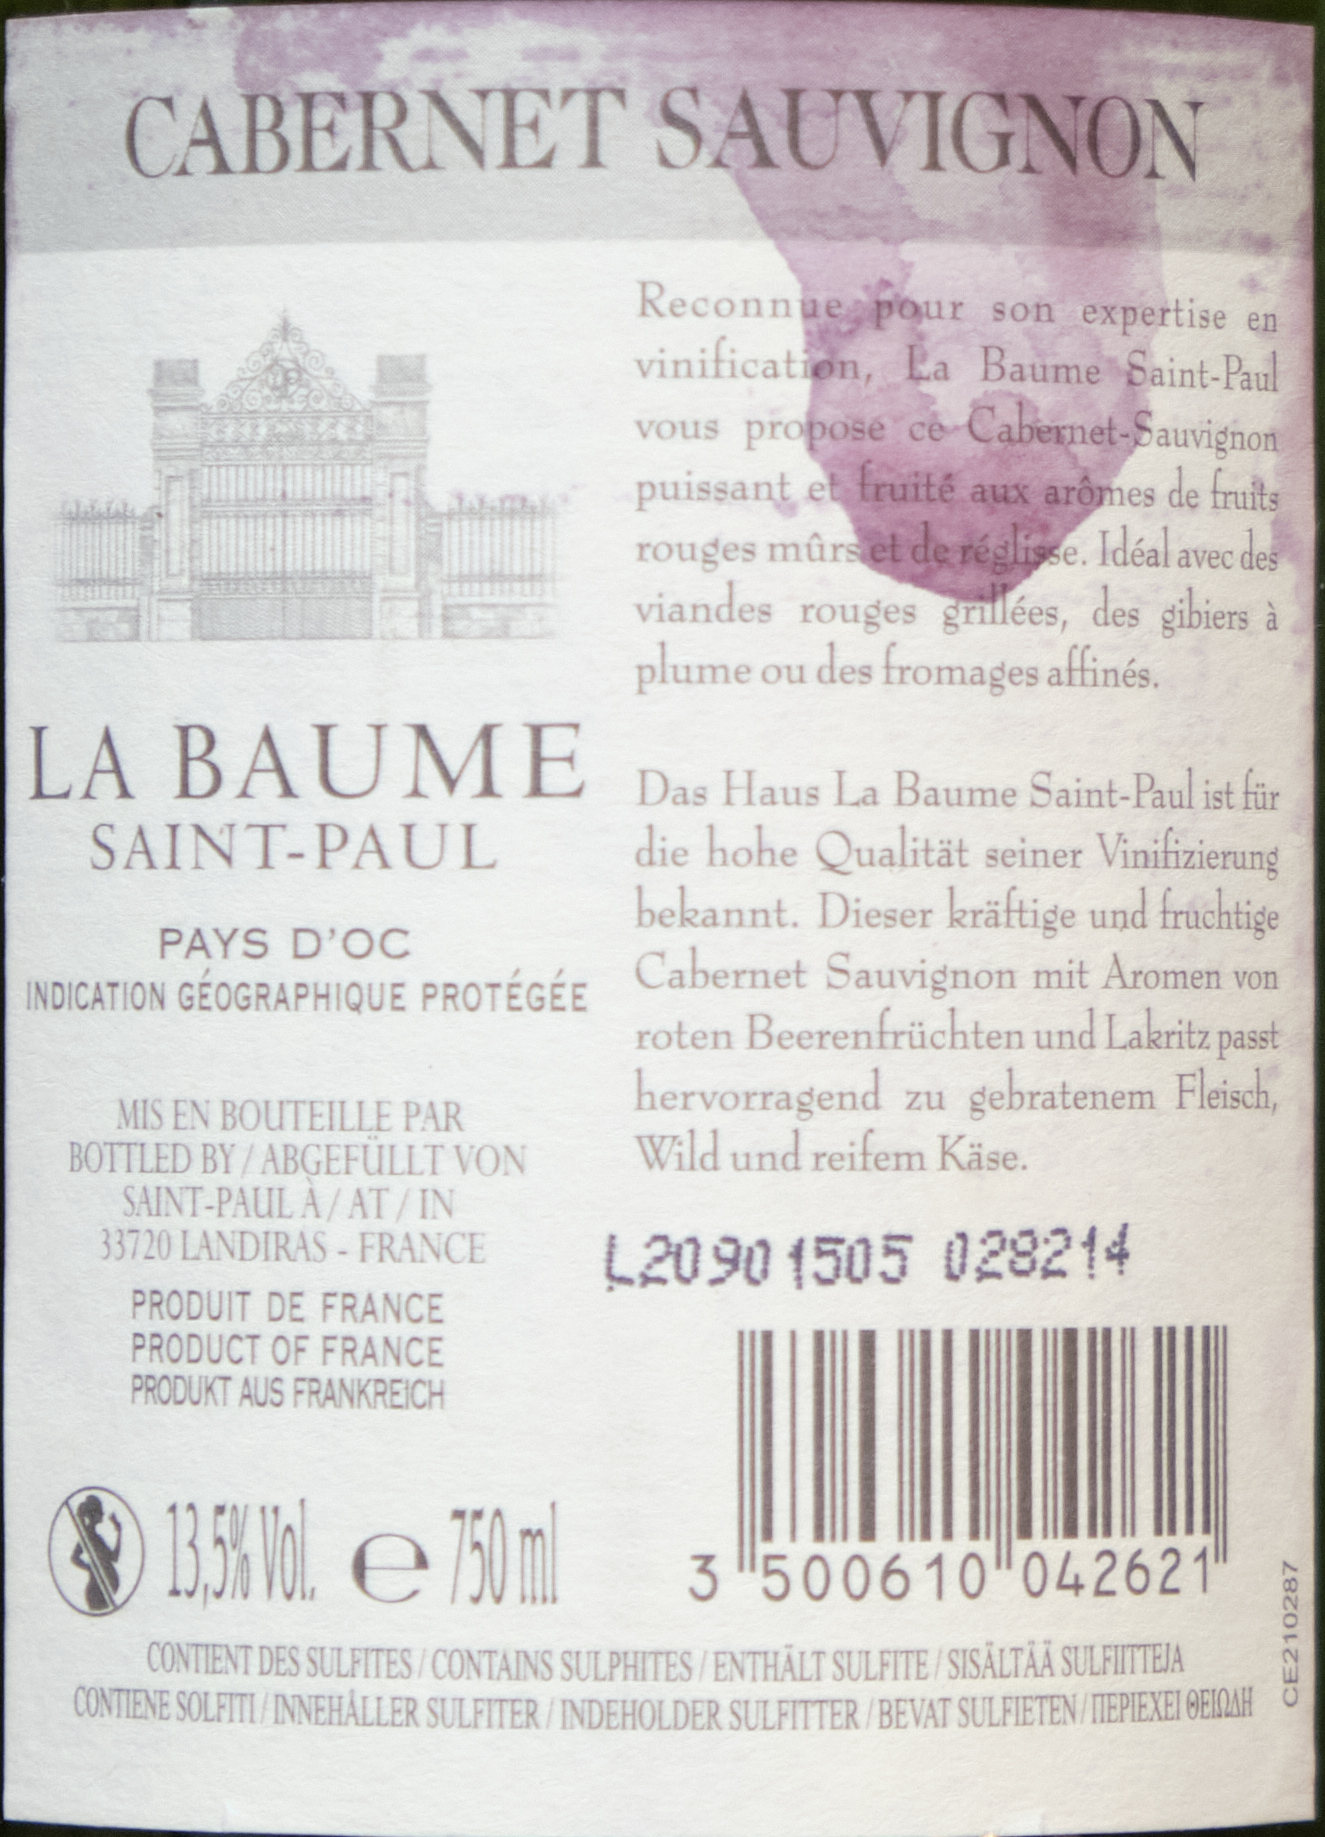 CABERNET SAUVIGNON
Reconnue pour son expertise en
vinification, La Baume Saint-Paul
vous propose ce Cabernet-Sauvignon
puissant et fruité aux arômes de fruits
rouges mûrs et de réglisse. Idéal avec des
viandes rouges grillées, des gibiers à
plume ou des fromages affinés.
LA BAUME
SAINT-PAUL
PAYS D'OC
INDICATION GÉOGRAPHIQUE PROTÉGÉE
Das Haus La Baume Saint-Paul ist für
die hohe Qualität seiner Vinifizierung
bekannt. Dieser kräftige und fruchtige
Cabernet Sauvignon mit Aromen von
roten Beerenfrüchten und Lakritz passt
hervorragend zu gebratenem Fleisch,
Wild und reifem Käse.
MIS EN BOUTEILLE PAR
BOTTLED BY / ABGEFÜLLT VON
SAINT-PAUL À / AT / IN
33720 LANDIRAS - FRANCE
PRODUIT DE FRANCE
PRODUCT OF FRANCE
PRODUKT AUS FRANKREICH
L20901505 028214
13,5% Vol. e 750 ml
3 500610 042621
CE210287
CONTIENT DES SULFITES / CONTAINS SULPHITES / ENTHÄLT SULFITE / SISÄLTÄÄ SULFIITTEJA
CONTIENE SOLFITI / INNEHÅLLER SULFITER / INDEHOLDER SULFITTER / BEVAT SULFIETEN / ΠΕΡΙΕΧΕΙ ΘΕΙΩΔΗ